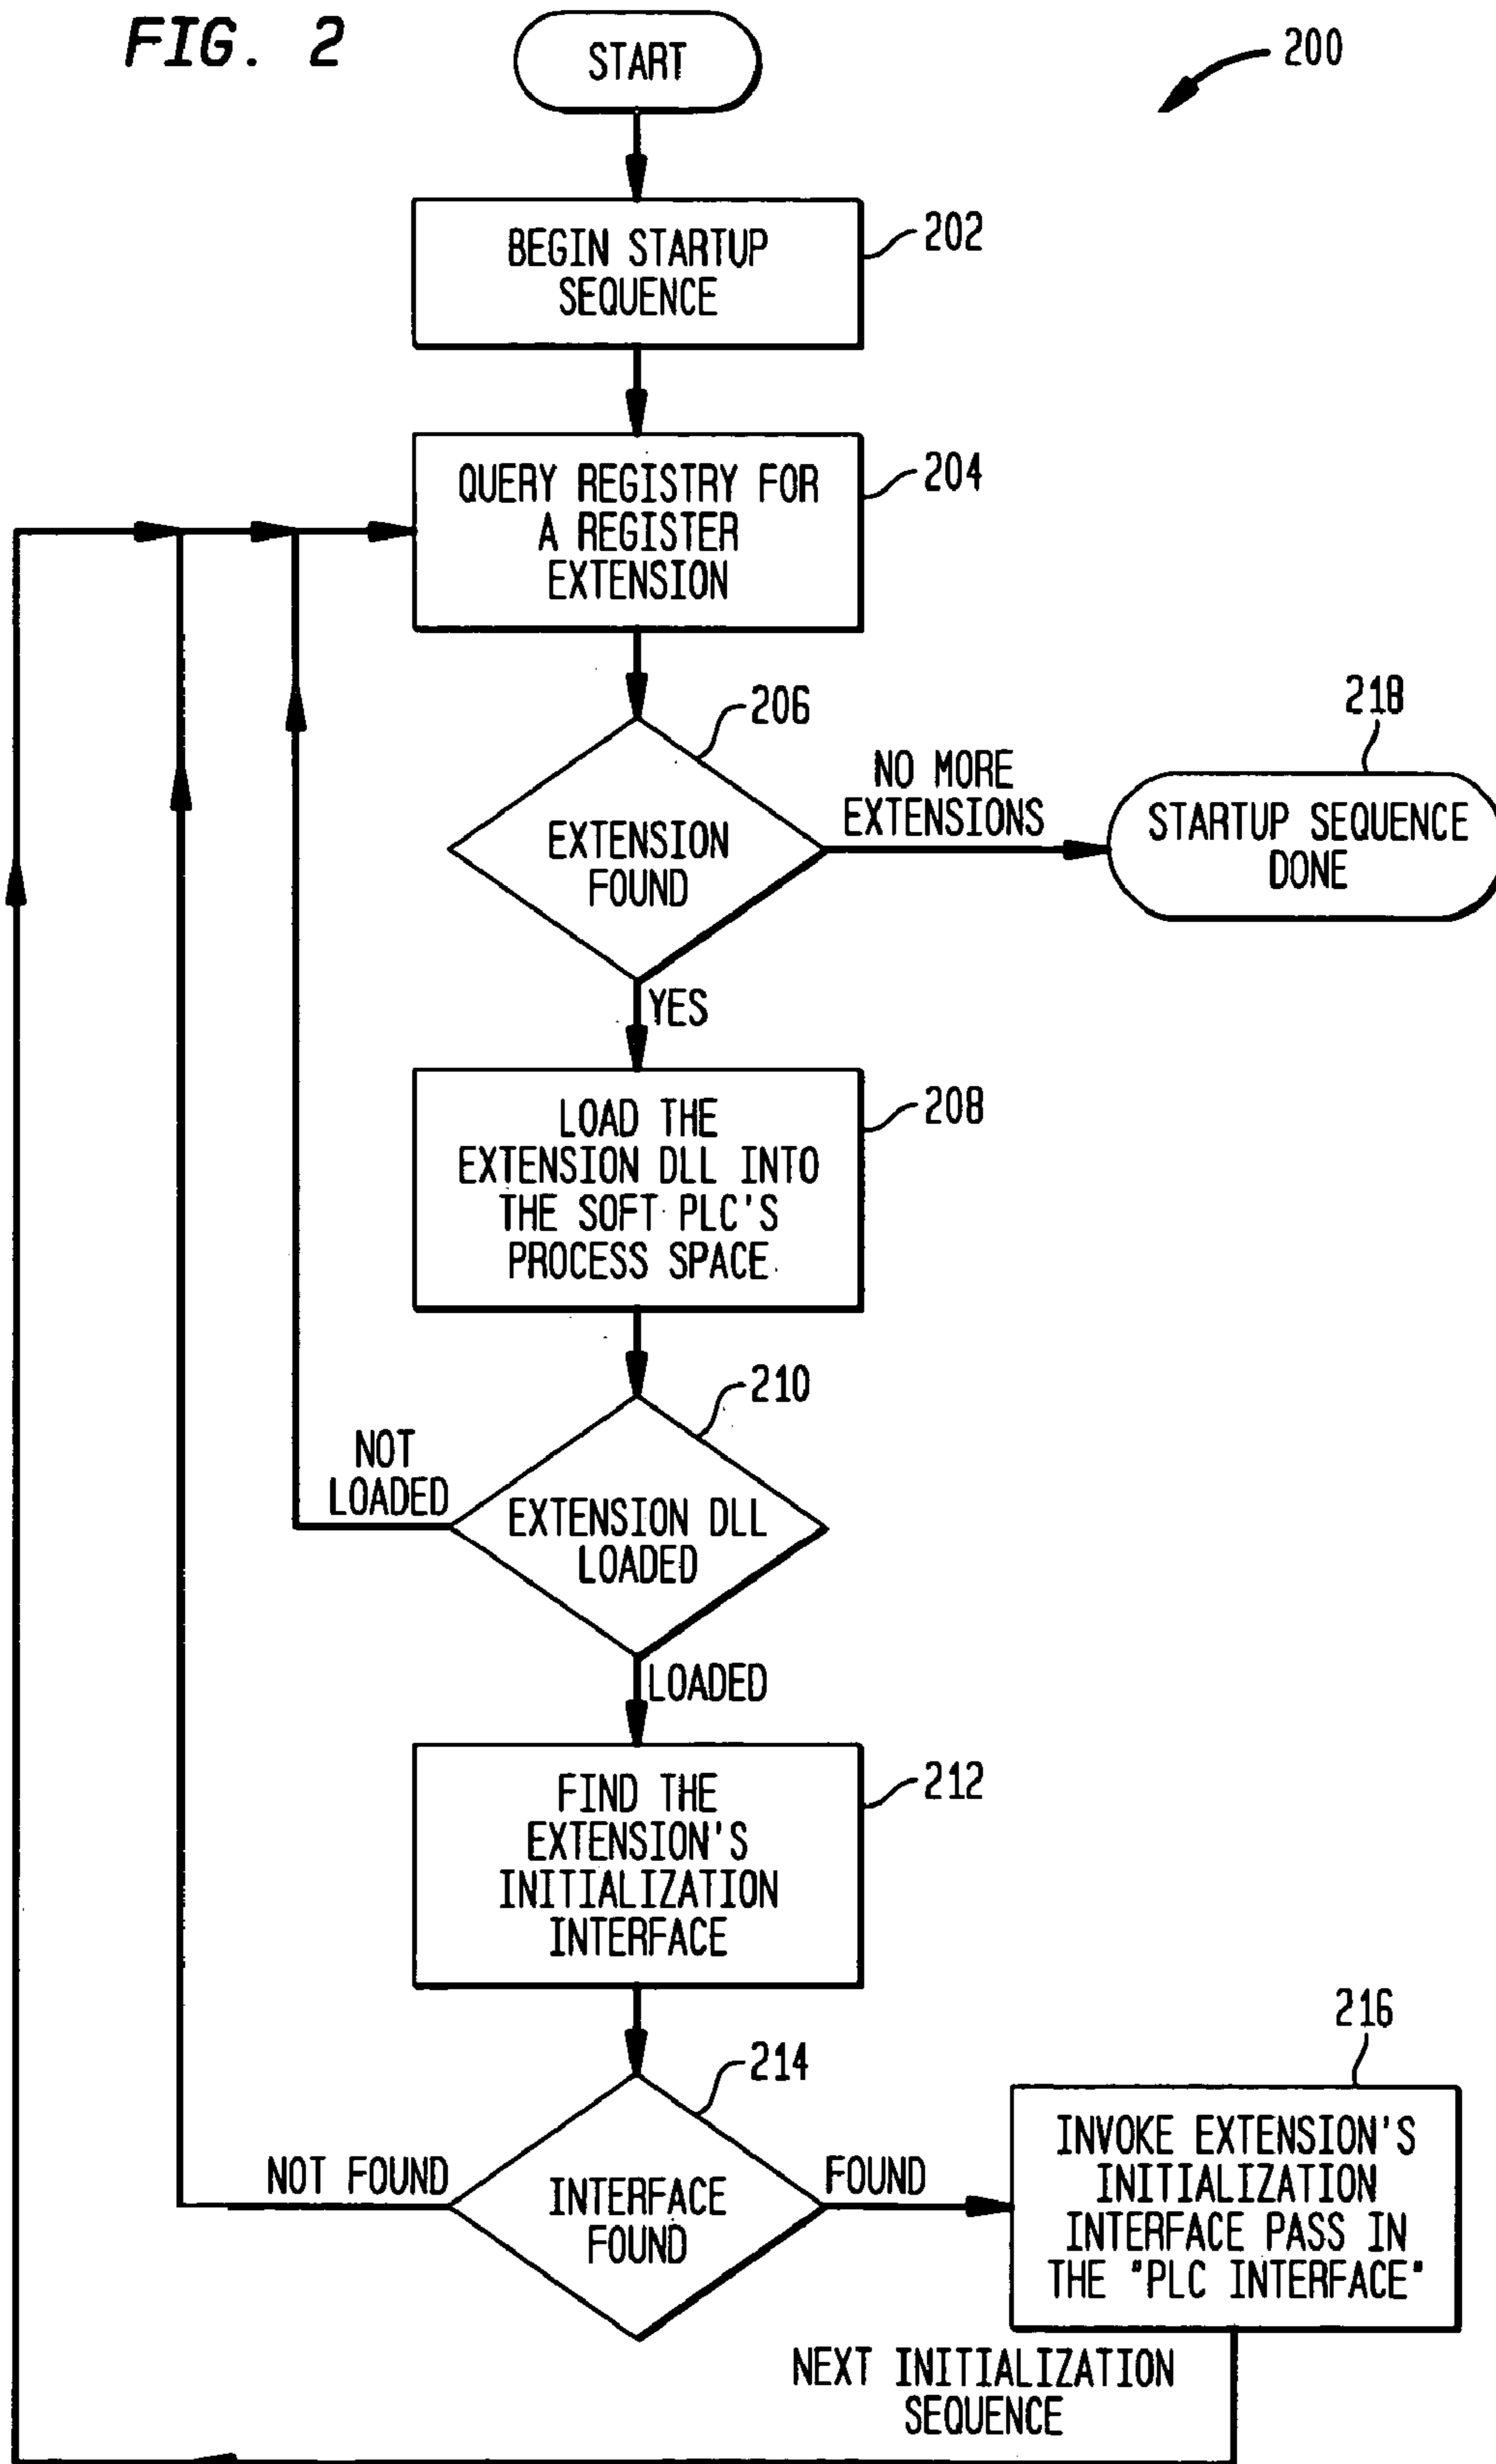 FIG. 2
START
200
BEGIN STARTUP
SEQUENCE
202
QUERY REGISTRY FOR
A REGISTER
EXTENSION
204
206
EXTENSION
FOUND
NO MORE
EXTENSIONS
218
STARTUP SEQUENCE
DONE
YES
LOAD THE
EXTENSION DLL INTO
THE SOFT PLC'S
PROCESS SPACE
208
210
NOT
LOADED
EXTENSION DLL
LOADED
LOADED
FIND THE
EXTENSION'S
INITIALIZATION
INTERFACE
212
214
NOT FOUND
INTERFACE
FOUND
FOUND
216
INVOKE EXTENSION'S
INITIALIZATION
INTERFACE PASS IN
THE "PLC INTERFACE"
NEXT INITIALIZATION
SEQUENCE